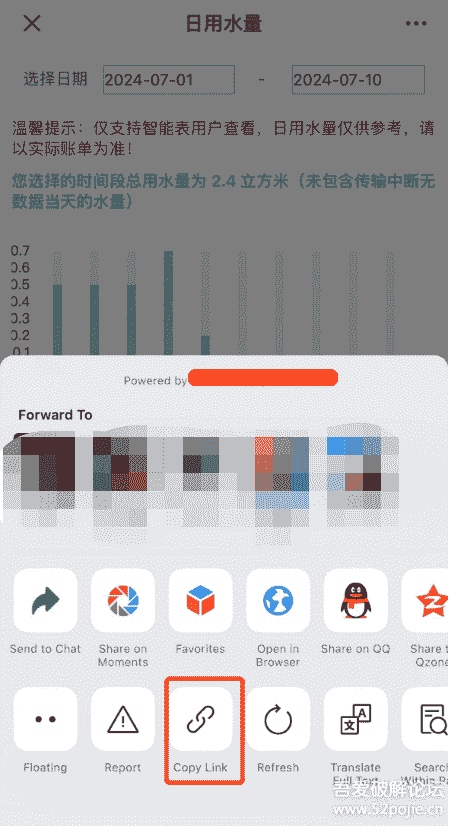 日用水量
选择日期 2024-07-01 - 2024-07-10
温馨提示：仅支持智能表用户查看，日用水量仅供参考，请
以实际账单为准！
您选择的时间段总用水量为 2.4 立方米（未包含传输中断无
数据当天的水量）
0.7
0.6
0.5
0.4
0.3
0.2
0.1
Powered by
Forward To
Send to Chat
Share on
Moments
Favorites
Open in
Browser
Share on QQ
Share t
Qzone
Floating
Report
Copy Link
Refresh
Translate
Full Text
Search
Within Pa
吾爱破解论坛
www.52pojie.cn